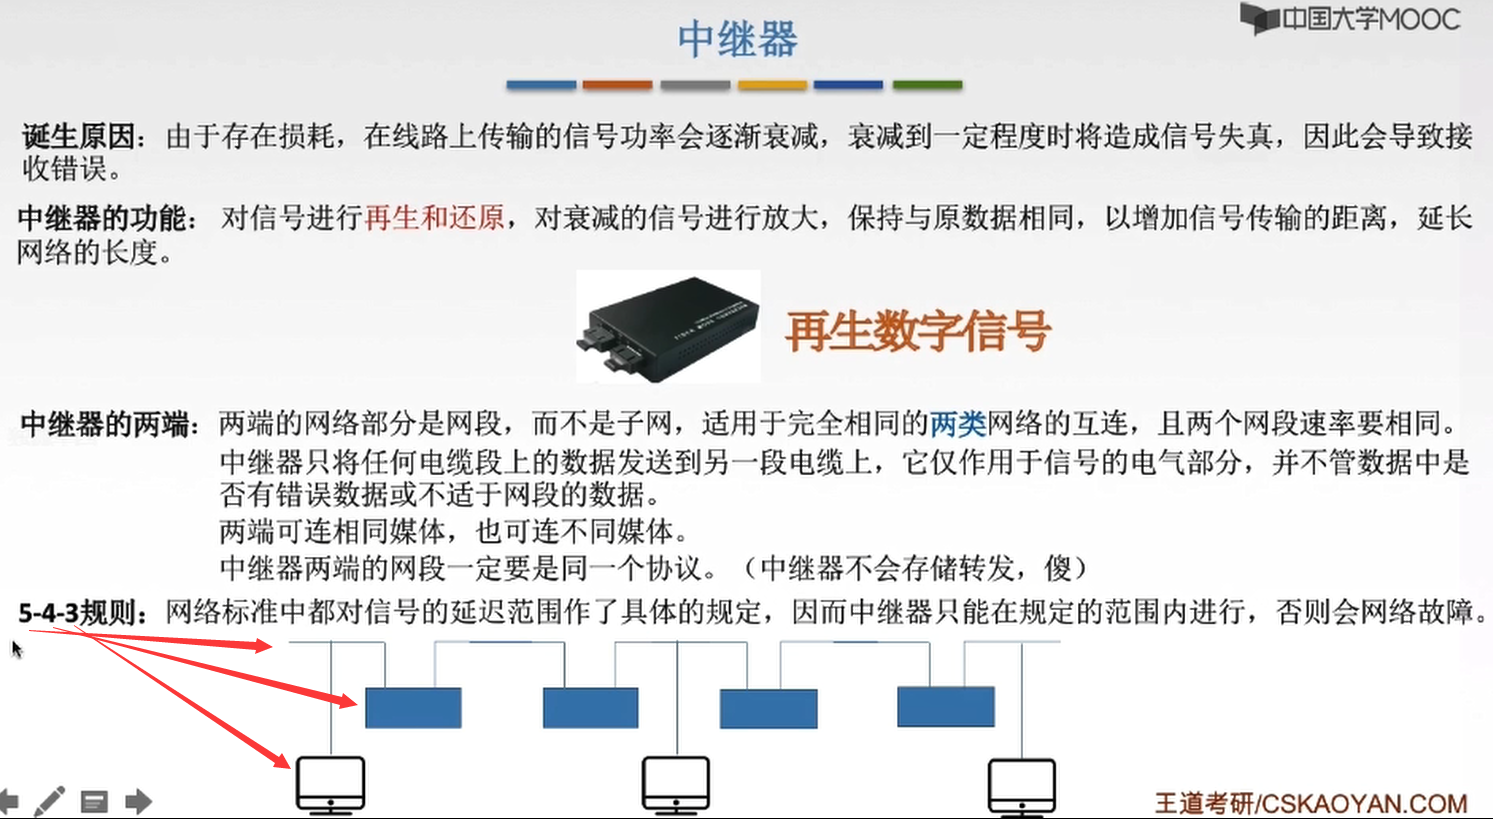 中国大学MOOC
中继器
诞生原因：由于存在损耗，在线路上传输的信号功率会逐渐衰减，衰减到一定程度时将造成信号失真，因此会导致接
收错误。
中继器的功能： 对信号进行再生和还原，对衰减的信号进行放大，保持与原数据相同，以增加信号传输的距离，延长
网络的长度。
再生数字信号
中继器的两端：两端的网络部分是网段，而不是子网，适用于完全相同的两类网络的互连，且两个网段速率要相同。
中继器只将任何电缆段上的数据发送到另一段电缆上，它仅作用于信号的电气部分，并不管数据中是
否有错误数据或不适于网段的数据。
两端可连相同媒体，也可连不同媒体。
中继器两端的网段一定要是同一个协议。（中继器不会存储转发，傻）
5-4-3规则：网络标准中都对信号的延迟范围作了具体的规定，因而中继器只能在规定的范围内进行，否则会网络故障。
王道考研/CSKAOYAN.COM